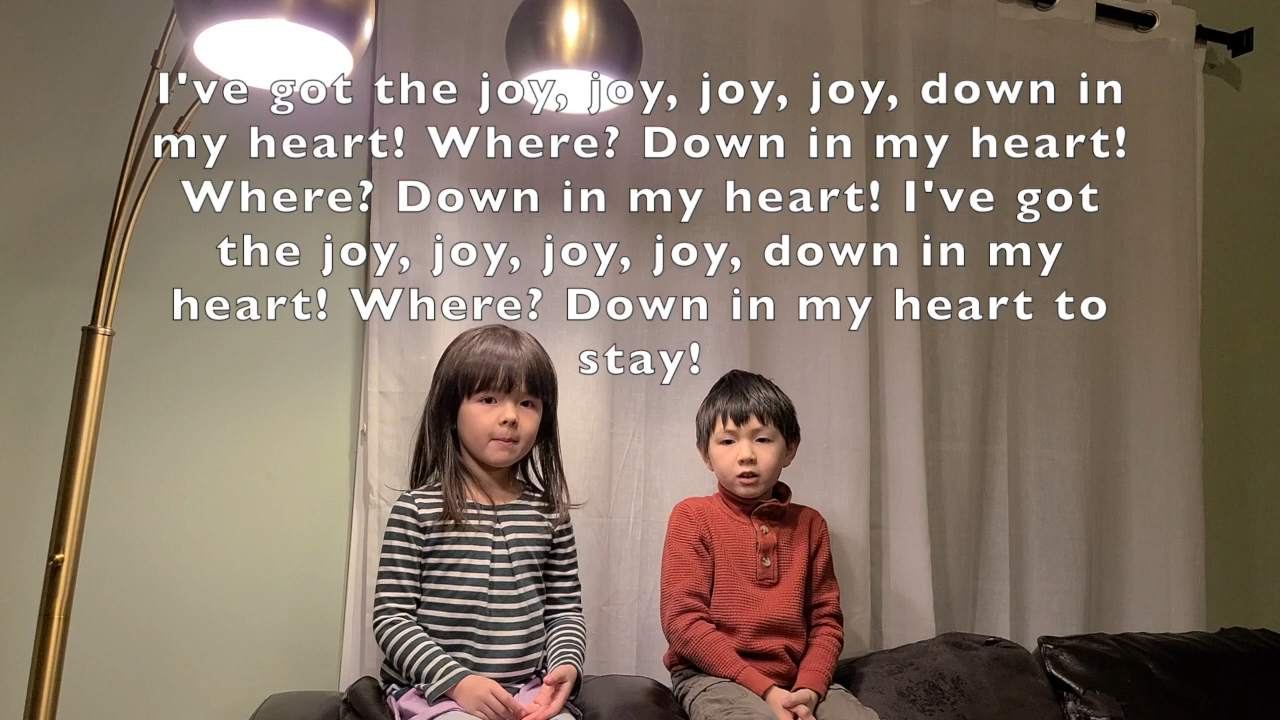 I've got the joy, joy, joy, joy, down in
my heart! Where? Down in my heart!
Where? Down in my heart! I've got
the joy, joy, joy, joy, down in my
heart! Where? Down in my heart to
stay!